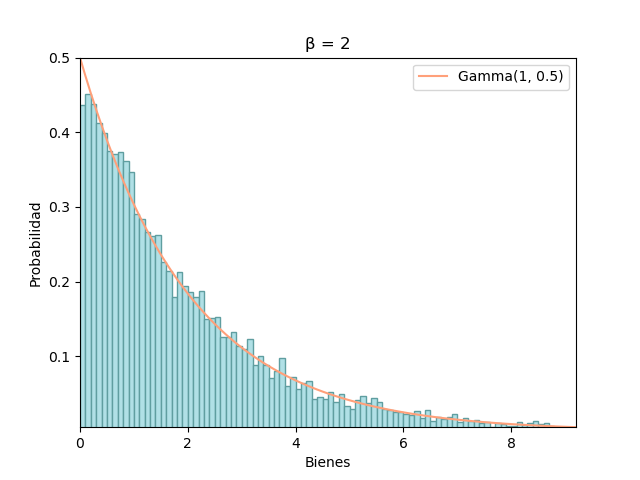 β = 2
Gamma(1, 0.5)
Probabilidad
0.5
0.4
0.3
0.2
0.1
0 2 4 6 8
Bienes